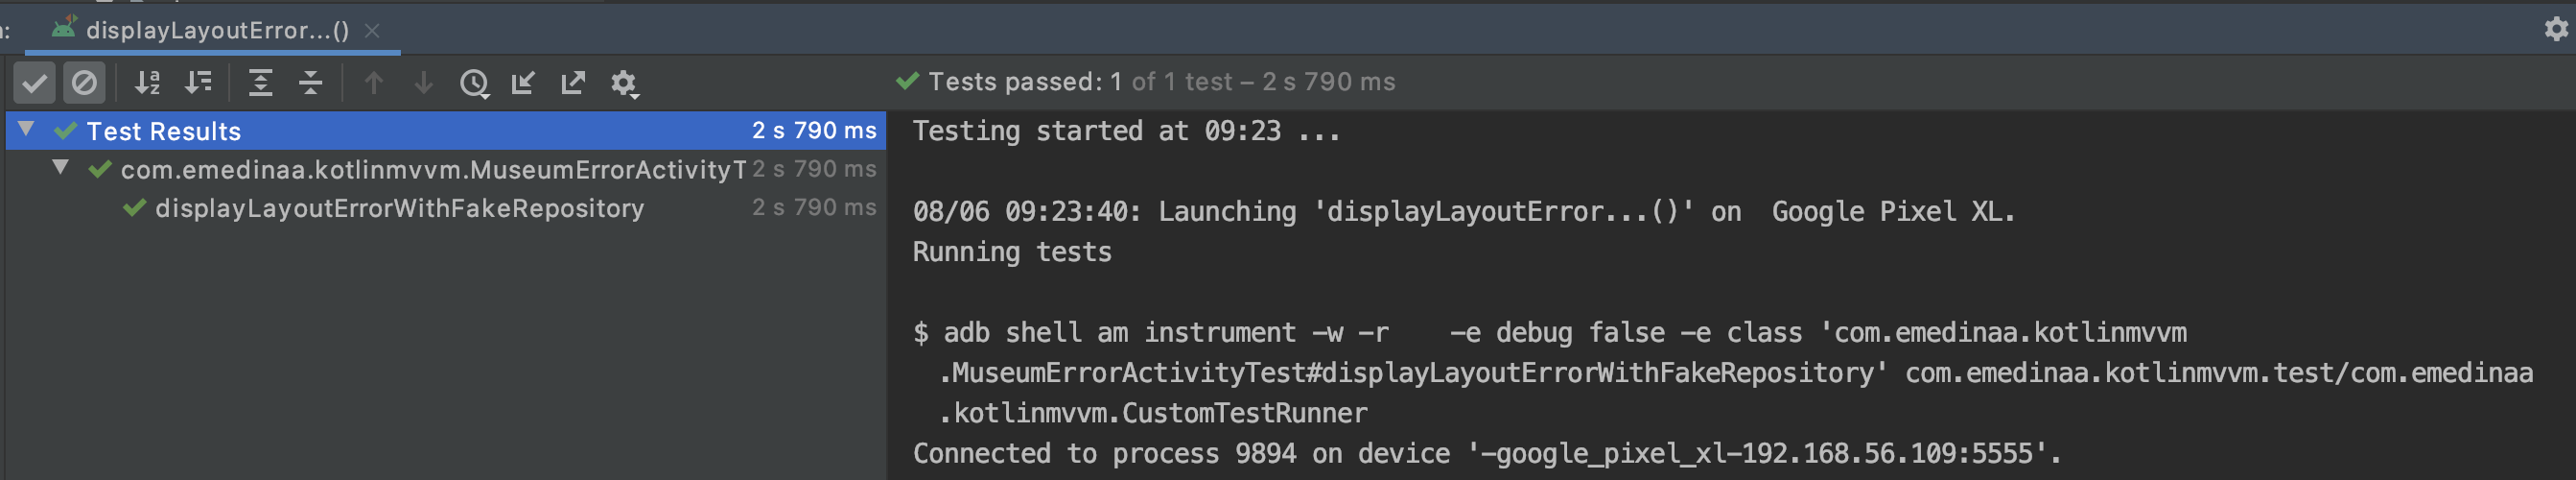 displayLayoutError...()
Tests passed: 1 of 1 test – 2 s 790 ms
Test Results 2 s 790 ms
com.emedinaa.kotlinmvvm.MuseumErrorActivityT 2 s 790 ms
displayLayoutErrorWithFakeRepository 2 s 790 ms
Testing started at 09:23 ...
08/06 09:23:40: Launching 'displayLayoutError...()' on  Google Pixel XL.
Running tests
$ adb shell am instrument -w -r    -e debug false -e class 'com.emedinaa.kotlinmvvm
.MuseumErrorActivityTest#displayLayoutErrorWithFakeRepository' com.emedinaa.kotlinmvvm.test/com.emedinaa
.kotlinmvvm.CustomTestRunner
Connected to process 9894 on device '-google_pixel_xl-192.168.56.109:5555'.